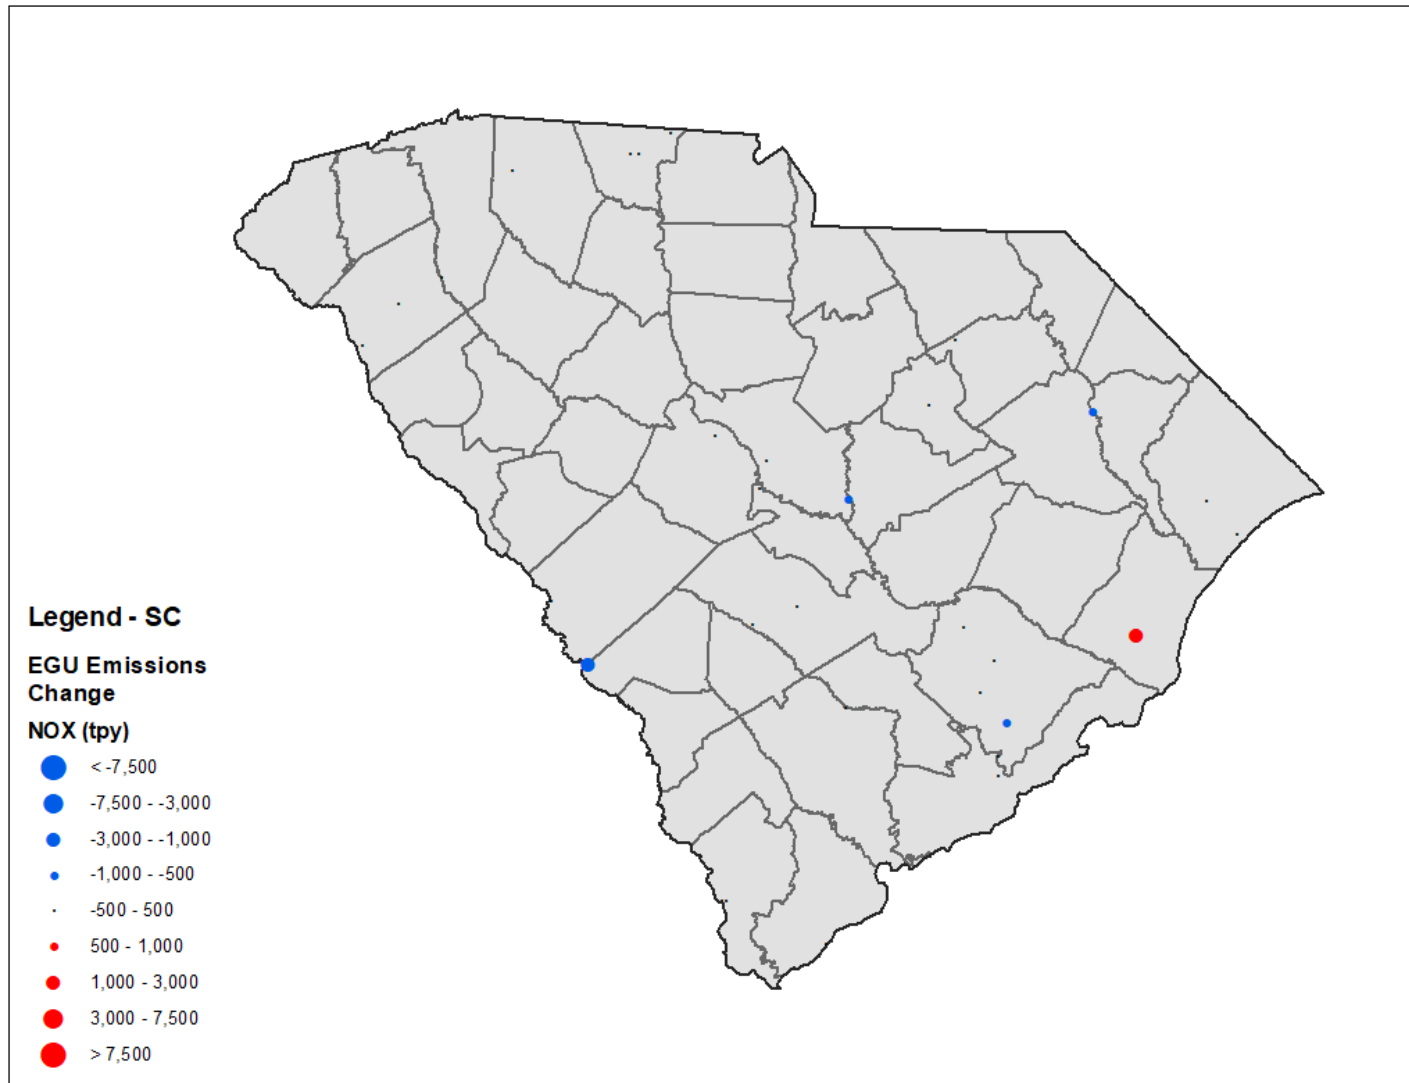 Legend - SC
EGU Emissions
Change
NOX (tpy)
< -7,500
-7,500 - -3,000
-3,000 - -1,000
-1,000 - -500
-500 - 500
500 - 1,000
1,000 - 3,000
3,000 - 7,500
> 7,500